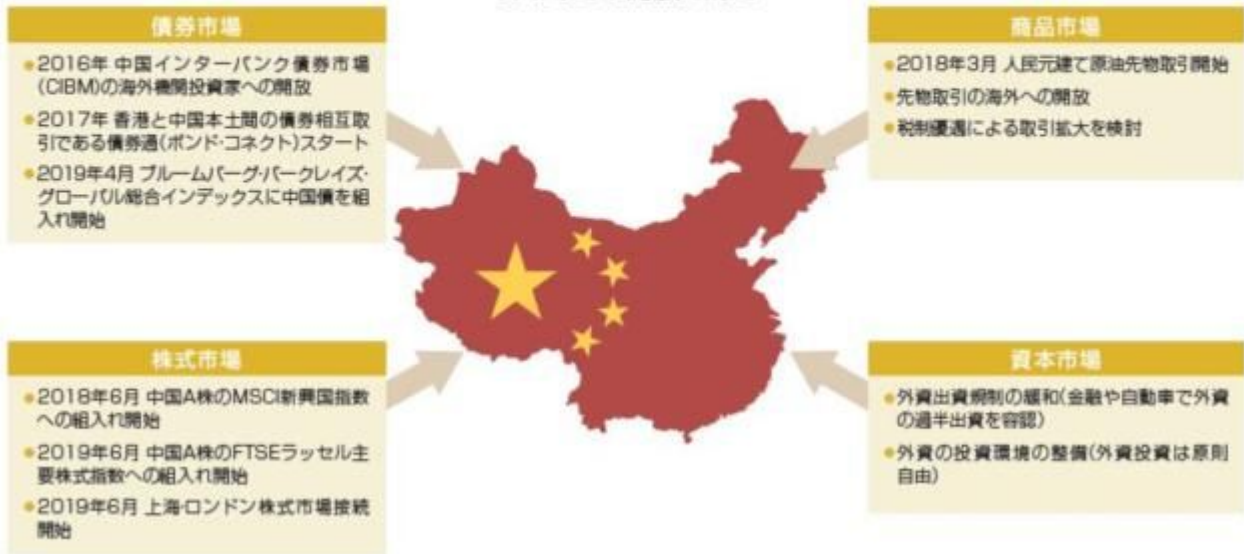 債券市場
●2016年 中国インターバンク債券市場
(CIBM)の海外機関投資家への開放
●2017年 香港と中国本土間の債券相互取
引である債券通(ボンド・コネクト)スタート
●2019年4月 ブルームバーグ・バークレイズ・
グローバル総合インデックスに中国債を組
入れ開始
商品市場
●2018年3月 人民元建て原油先物取引開始
●先物取引の海外への開放
●税制優遇による取引拡大を検討
株式市場
●2018年6月 中国A株のMSCI新興国指数
への組入れ開始
●2019年6月 中国A株のFTSEラッセル主
要株式指数への組入れ開始
●2019年6月 上海・ロンドン株式市場接続
開始
資本市場
●外資出資規制の緩和(金融や自動車で外資
の過半出資を容認)
●外資の投資環境の整備(外資投資は原則
自由)